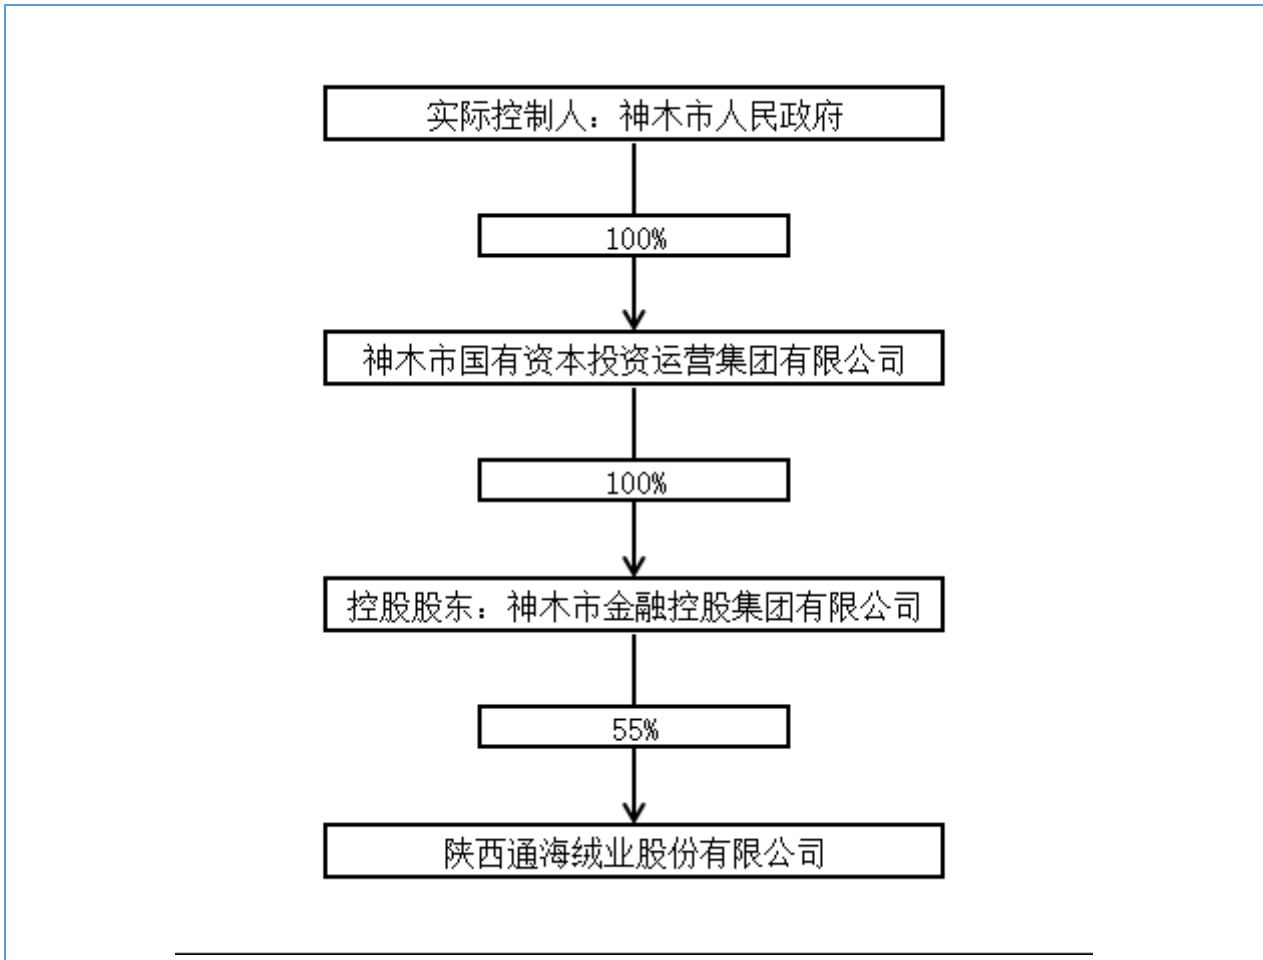 实际控制人：神木市人民政府
100%
神木市国有资本投资运营集团有限公司
100%
控股股东：神木市金融控股集团有限公司
55%
陕西通海绒业股份有限公司